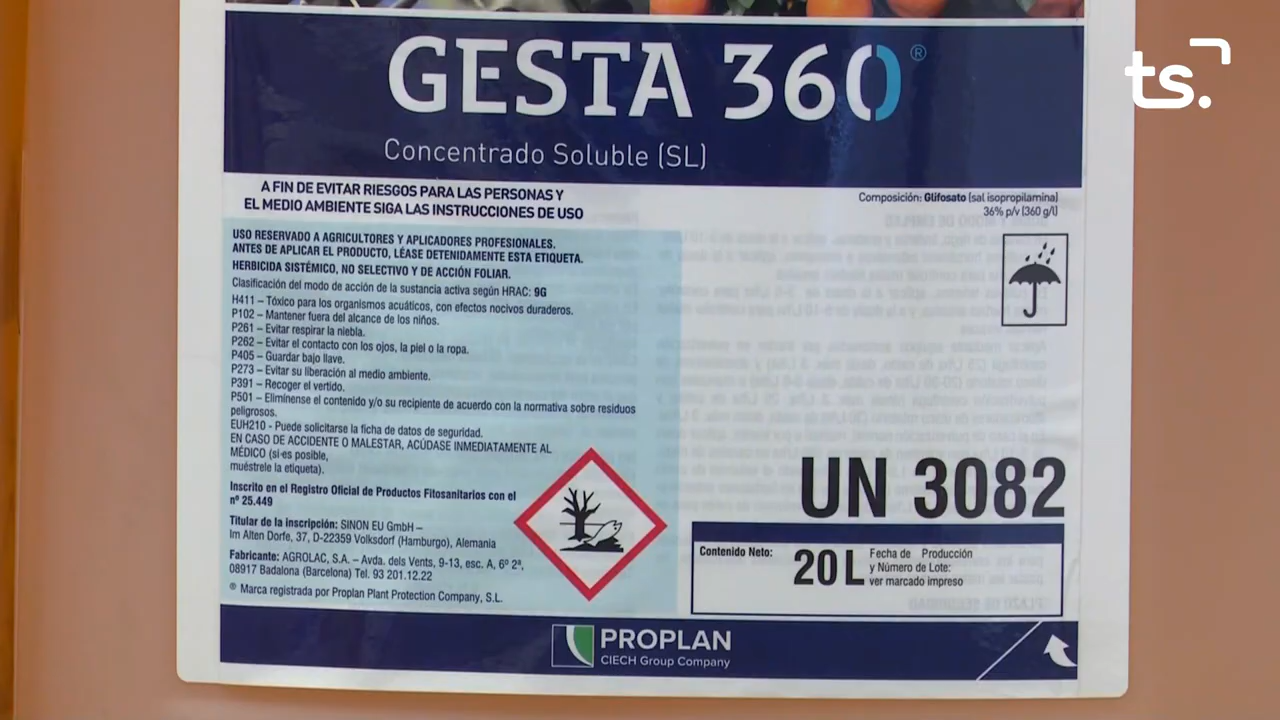 ts.
GESTA 360®
Concentrado Soluble (SL)
A FIN DE EVITAR RIESGOS PARA LAS PERSONAS Y
EL MEDIO AMBIENTE SIGA LAS INSTRUCCIONES DE USO
Composición: Glifosato (sal isopropilamina)
36% p/v (360 g/l)
USO RESERVADO A AGRICULTORES Y APLICADORES PROFESIONALES.
ANTES DE APLICAR EL PRODUCTO, LÉASE DETENIDAMENTE ESTA ETIQUETA.
HERBICIDA SISTÉMICO, NO SELECTIVO Y DE ACCIÓN FOLIAR.
Clasificación del modo de acción de la sustancia activa según HRAC: 9G
H411 – Tóxico para los organismos acuáticos, con efectos nocivos duraderos.
P102 – Mantener fuera del alcance de los niños.
P261 – Evitar respirar la niebla.
P262 – Evitar el contacto con los ojos, la piel o la ropa.
P405 – Guardar bajo llave.
P273 – Evitar su liberación al medio ambiente.
P391 – Recoger el vertido.
P501 – Elimínese el contenido y/o su recipiente de acuerdo con la normativa sobre residuos
peligrosos.
EUH210 - Puede solicitarse la ficha de datos de seguridad.
EN CASO DE ACCIDENTE O MALESTAR, ACÚDASE INMEDIATAMENTE AL
MÉDICO (si es posible,
muéstrele la etiqueta).
Inscrito en el Registro Oficial de Productos Fitosanitarios con el
nº 25.449
Titular de la inscripción: SINON EU GmbH –
Im Alten Dorfe, 37, D-22359 Volksdorf (Hamburgo), Alemania
Fabricante: AGROLAC, S.A. – Avda. dels Vents, 9-13, esc. A, 6º 2ª,
08917 Badalona (Barcelona) Tel. 93 201.12.22
® Marca registrada por Proplan Plant Protection Company, S.L.
UN 3082
Contenido Neto: 20 L
Fecha de Producción
y Número de Lote:
ver marcado impreso
PROPLAN
CIECH Group Company